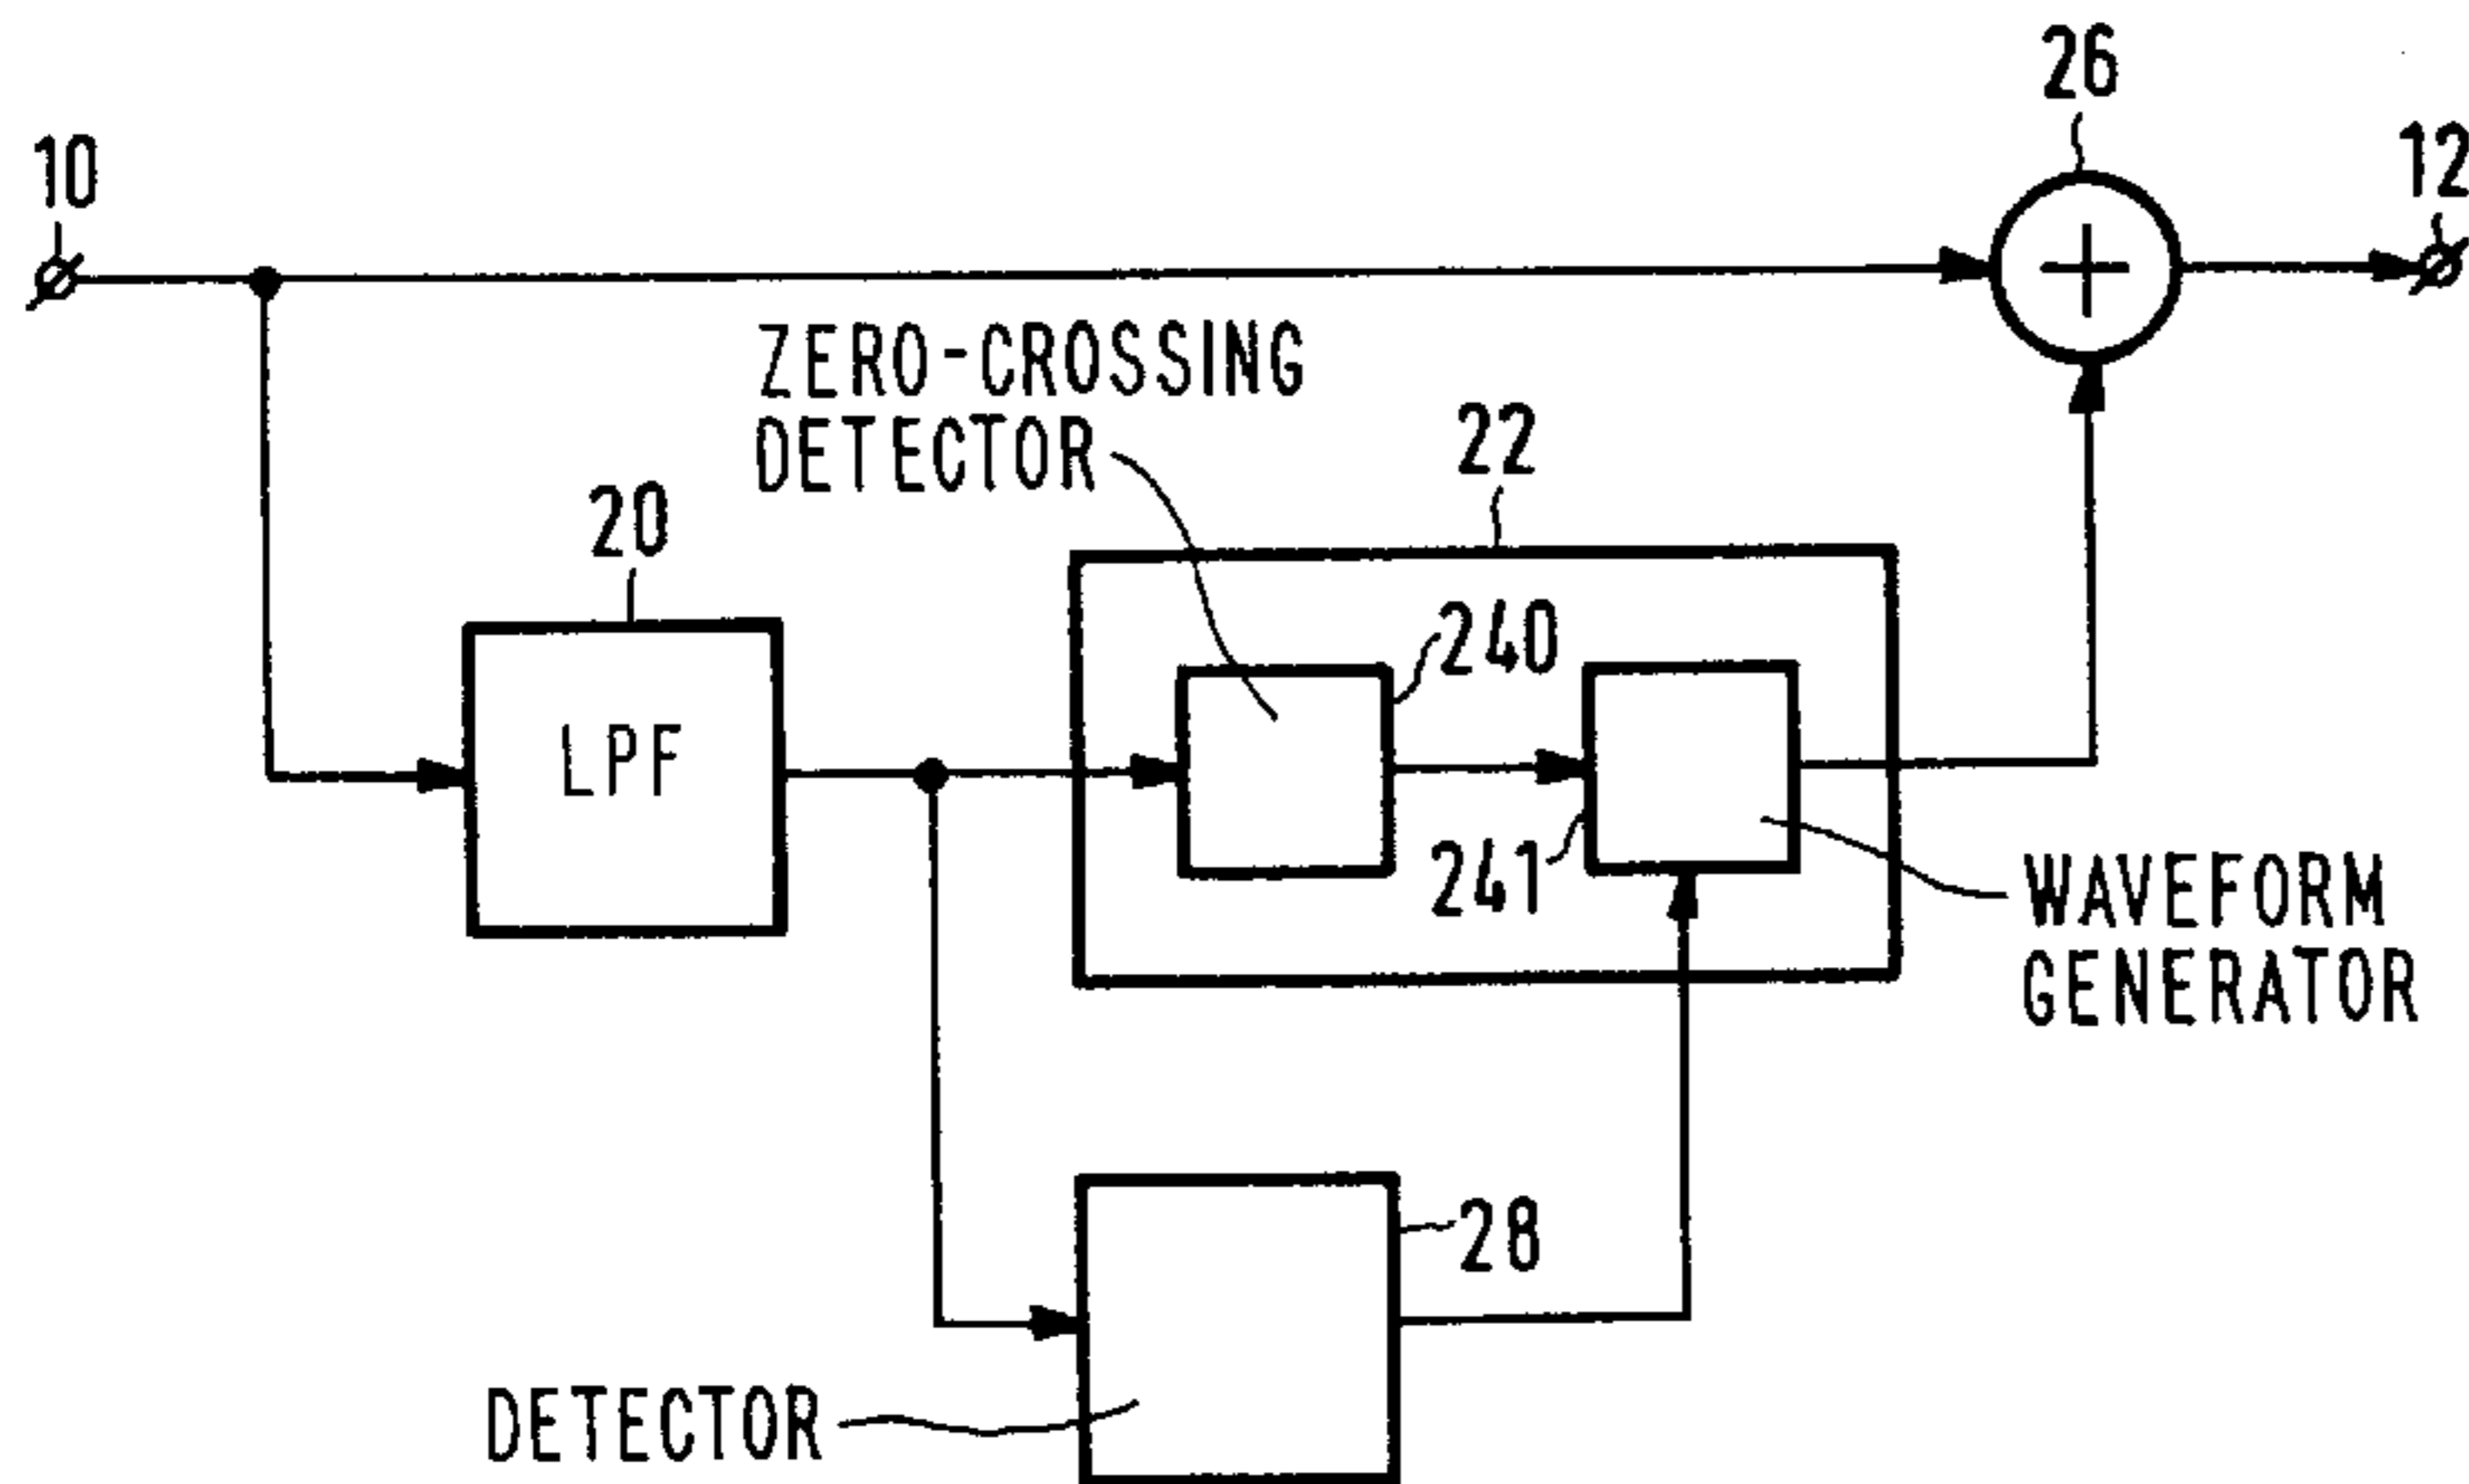 26
10
12
ZERO-CROSSING
DETECTOR
22
20
240
LPF
241
WAVEFORM
GENERATOR
28
DETECTOR